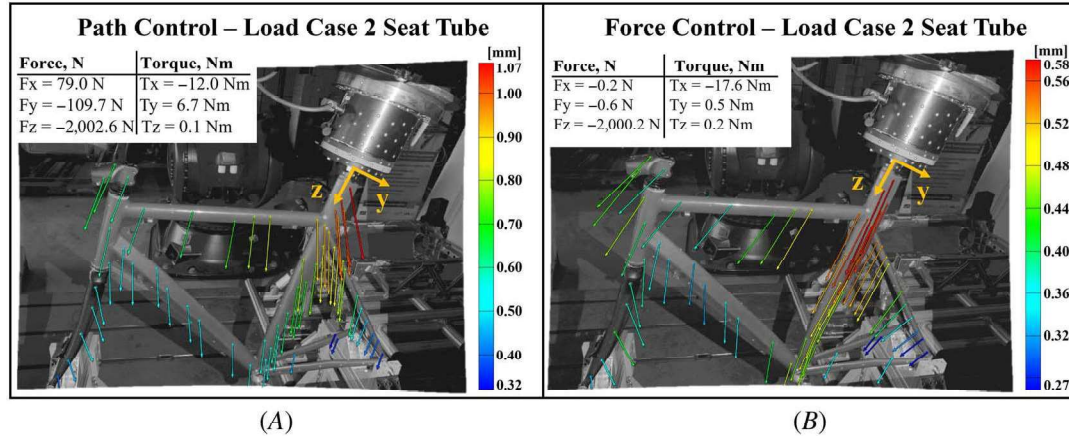 Path Control – Load Case 2 Seat Tube
[mm]
Force, N Torque, Nm
Fx = 79.0 N Tx = −12.0 Nm
Fy = −109.7 N Ty = 6.7 Nm
Fz = −2,002.6 N Tz = 0.1 Nm
1.07
1.00
0.90
0.80
0.70
0.60
0.50
0.40
0.32
z
y
(A)
Force Control – Load Case 2 Seat Tube
[mm]
Force, N Torque, Nm
Fx = −0.2 N Tx = −17.6 Nm
Fy = −0.6 N Ty = 0.5 Nm
Fz = −2,000.2 N Tz = 0.2 Nm
0.58
0.56
0.52
0.48
0.44
0.40
0.36
0.32
0.27
z
y
(B)